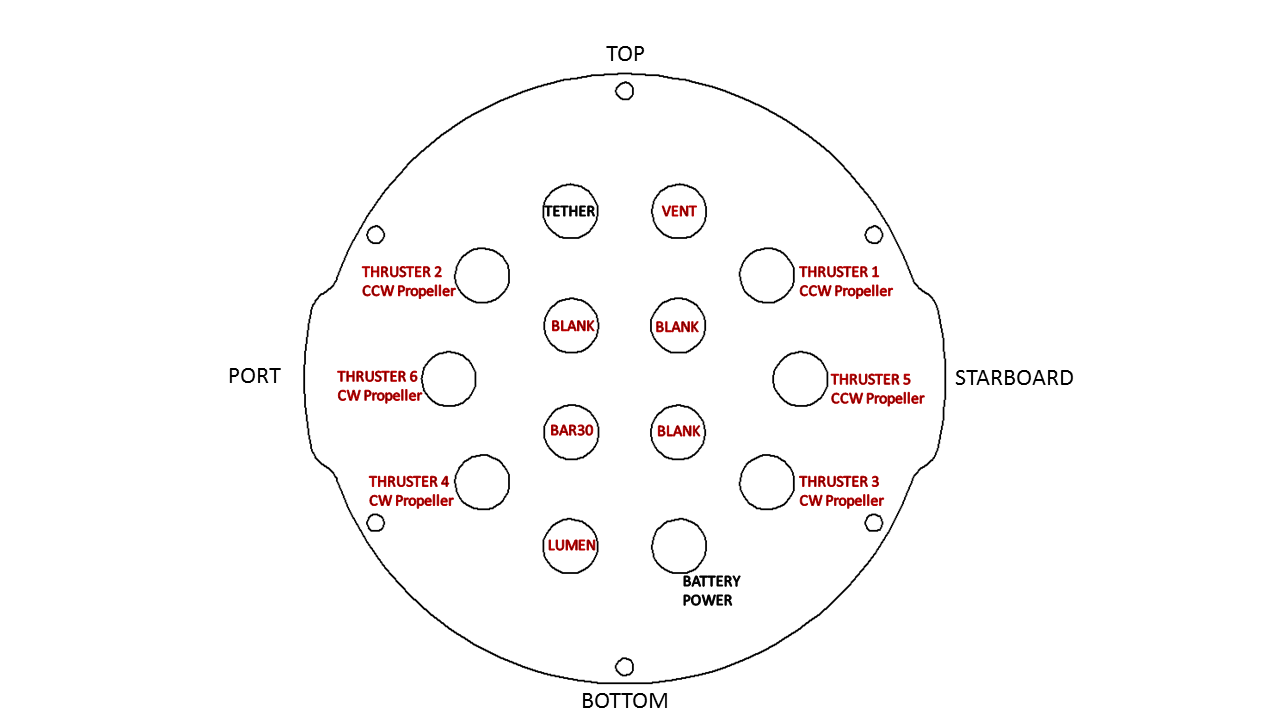 TOP
TETHER
VENT
THRUSTER 2
CCW Propeller
THRUSTER 1
CCW Propeller
BLANK
BLANK
PORT
THRUSTER 6
CW Propeller
THRUSTER 5
CCW Propeller
STARBOARD
BAR30
BLANK
THRUSTER 4
CW Propeller
THRUSTER 3
CW Propeller
LUMEN
BATTERY
POWER
BOTTOM